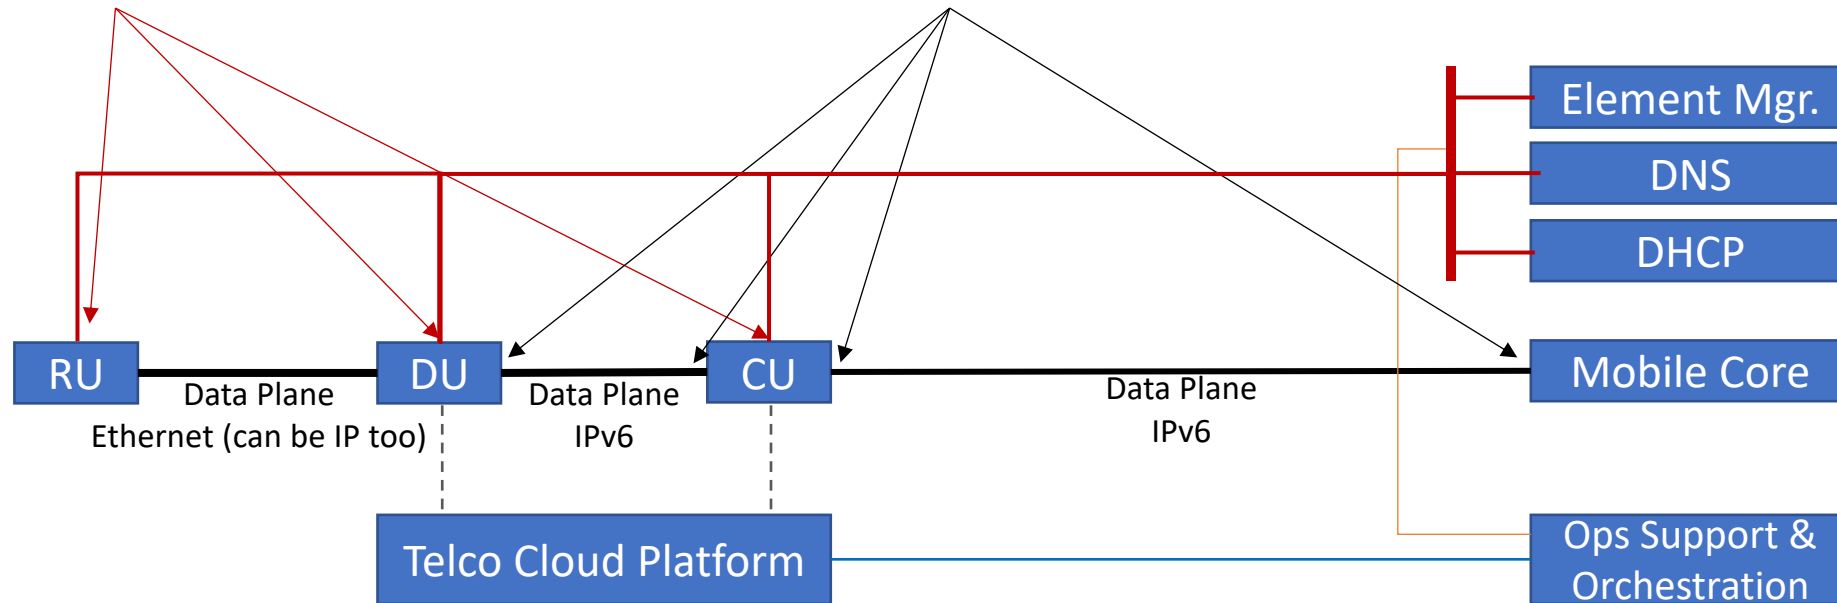 Element Mgr.
DNS
DHCP
RU
DU
CU
Mobile Core
Data Plane
Ethernet (can be IP too)
Data Plane
IPv6
Data Plane
IPv6
Telco Cloud Platform
Ops Support &
Orchestration